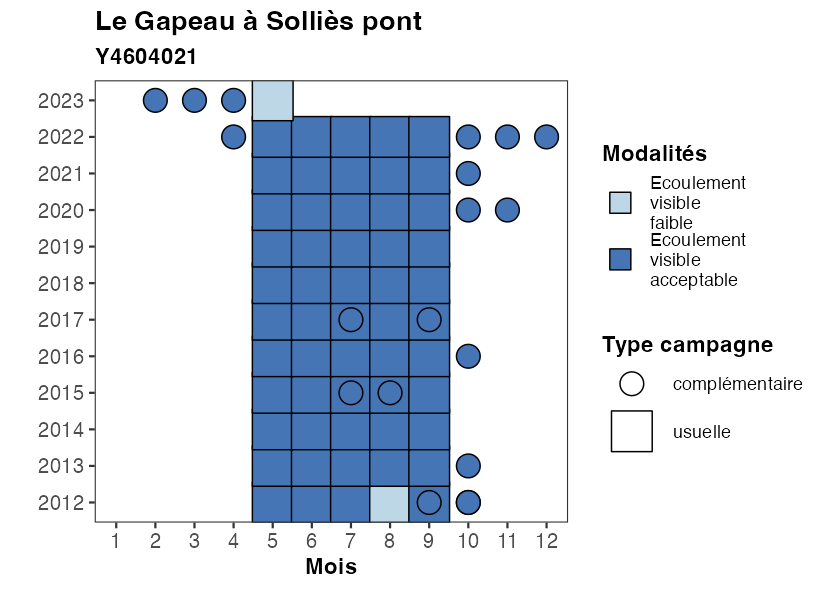 Le Gapeau à Solliès pont
Y4604021
2023
2022
2021
2020
2019
2018
2017
2016
2015
2014
2013
2012
1 2 3 4 5 6 7 8 9 10 11 12
Mois
Modalités
Ecoulement
visible
faible
Ecoulement
visible
acceptable
Type campagne
complémentaire
usuelle